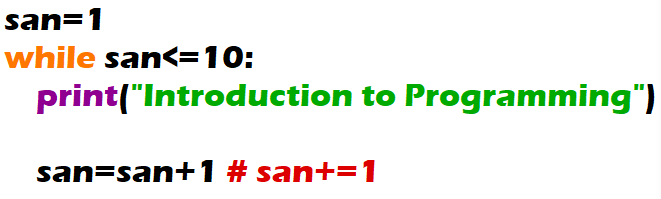 san=1
while san<=10:
print("Introduction to Programming")
san=san+1 # san+=1